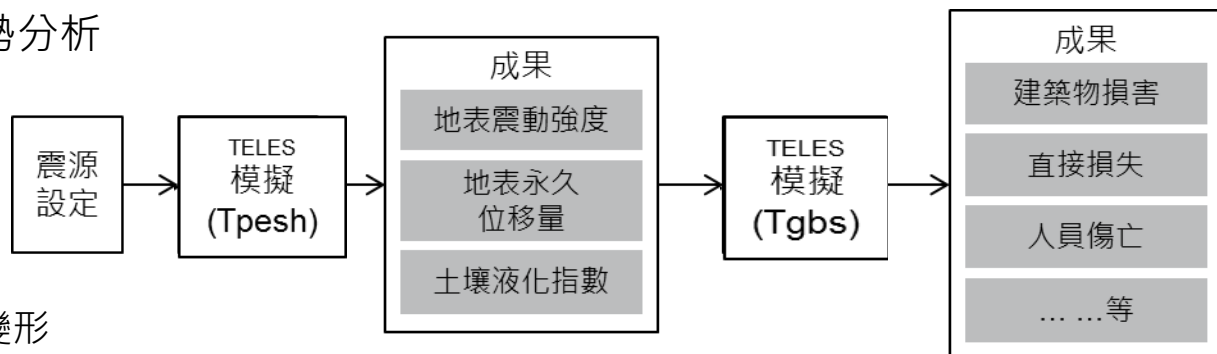 勢分析
震源
設定
TELES
模擬
(Tpesh)
成果
地表震動強度
地表永久
位移量
土壤液化指數
TELES
模擬
(Tgbs)
成果
建築物損害
直接損失
人員傷亡
... ...等
變形